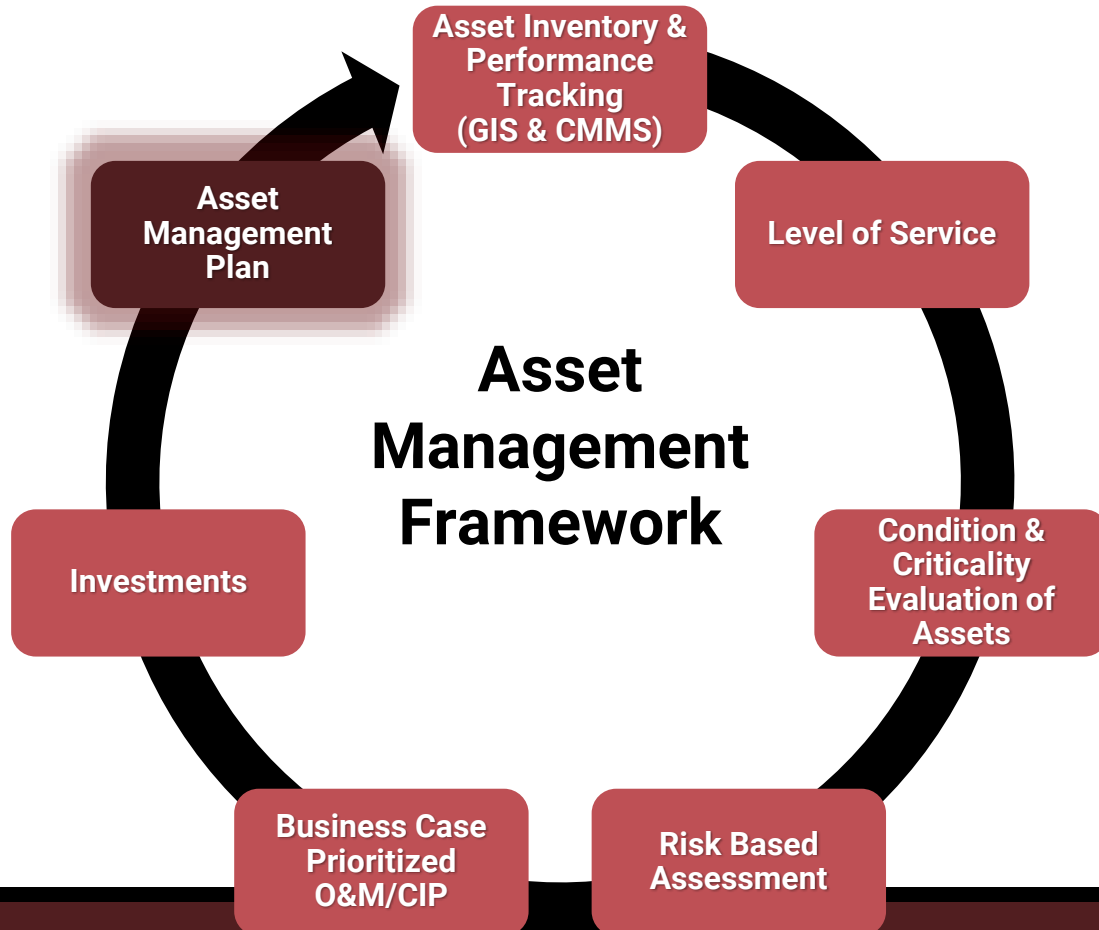 Asset Inventory &
Performance
Tracking
(GIS & CMMS)
Level of Service
Condition &
Criticality
Evaluation of
Assets
Risk Based
Assessment
Business Case
Prioritized
O&M/CIP
Investments
Asset
Management
Plan
Asset
Management
Framework